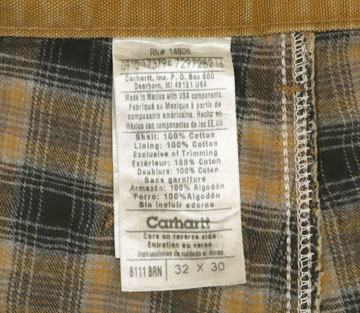 RN# 14806
Carhartt, Inc. P.O. Box 600
Dearborn, MI 48121 USA
Made in Mexico with USA components.
Fabriqué au Mexique à partir de
composants américains. Hecho en
México con componentes de los EE.UU.
Shell: 100% Cotton
Lining: 100% Cotton
Exclusive of Trimming
Extérieur: 100% Coton
Doublure: 100% Coton
Sans garniture
Armazón: 100% Algodón
Forro: 100% Algodón
Sin incluir adorno
Carhartt
Care on reverse side
Entretien au verso
Instrucciones de cuidado al dorso
B111 BRN 32 X 30